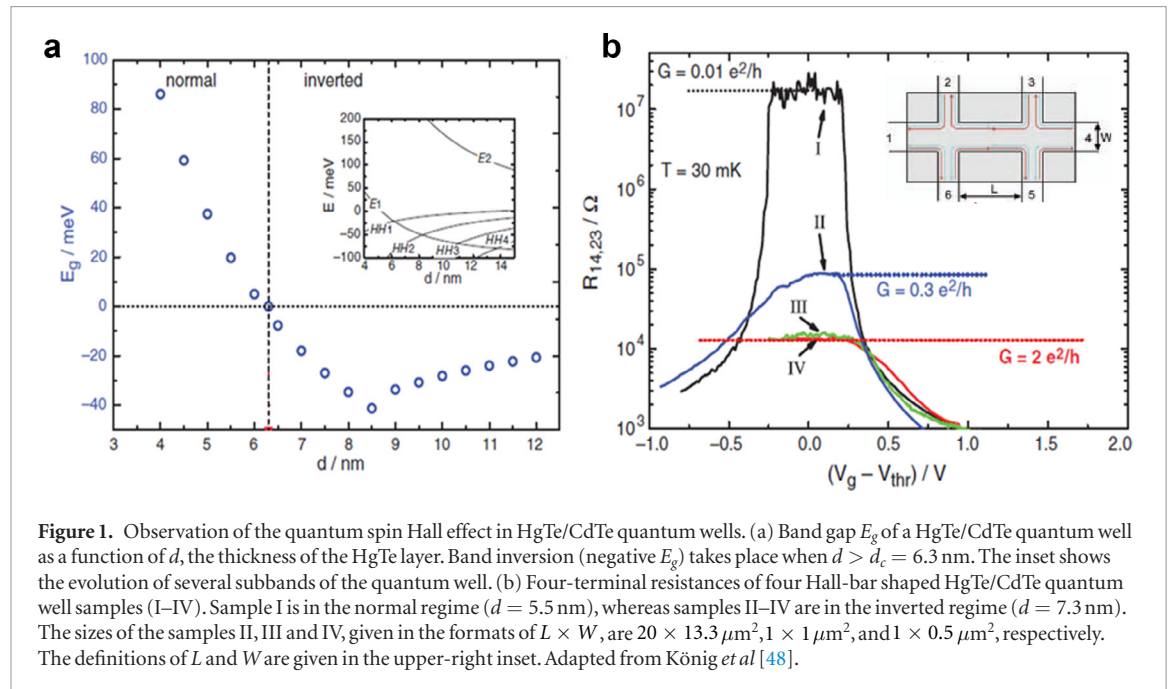 a
100
80
60
40
20
0
−20
−40
E_g / meV
normal
inverted
200
150
100
50
0
−50
−100
E / meV
E2
E1
HH1
HH2
HH3
HH4
4 6 8 10 12 14
d / nm
3 4 5 6 7 8 9 10 11 12
d / nm
b
G = 0.01 e²/h
T = 30 mK
10⁷
10⁶
10⁵
10⁴
10³
R₁₄,₂₃ / Ω
I
II
III
IV
G = 0.3 e²/h
G = 2 e²/h
2 3
1 4 W
L
6 5
−1.0 −0.5 0.0 0.5 1.0 1.5 2.0
(V_g − V_thr) / V
Figure 1. Observation of the quantum spin Hall effect in HgTe/CdTe quantum wells. (a) Band gap E_g of a HgTe/CdTe quantum well
as a function of d, the thickness of the HgTe layer. Band inversion (negative E_g) takes place when d > d_c = 6.3 nm. The inset shows
the evolution of several subbands of the quantum well. (b) Four-terminal resistances of four Hall-bar shaped HgTe/CdTe quantum
well samples (I–IV). Sample I is in the normal regime (d = 5.5 nm), whereas samples II–IV are in the inverted regime (d = 7.3 nm).
The sizes of the samples II, III and IV, given in the formats of L × W, are 20 × 13.3 μm², 1 × 1 μm², and 1 × 0.5 μm², respectively.
The definitions of L and W are given in the upper-right inset. Adapted from König et al [48].